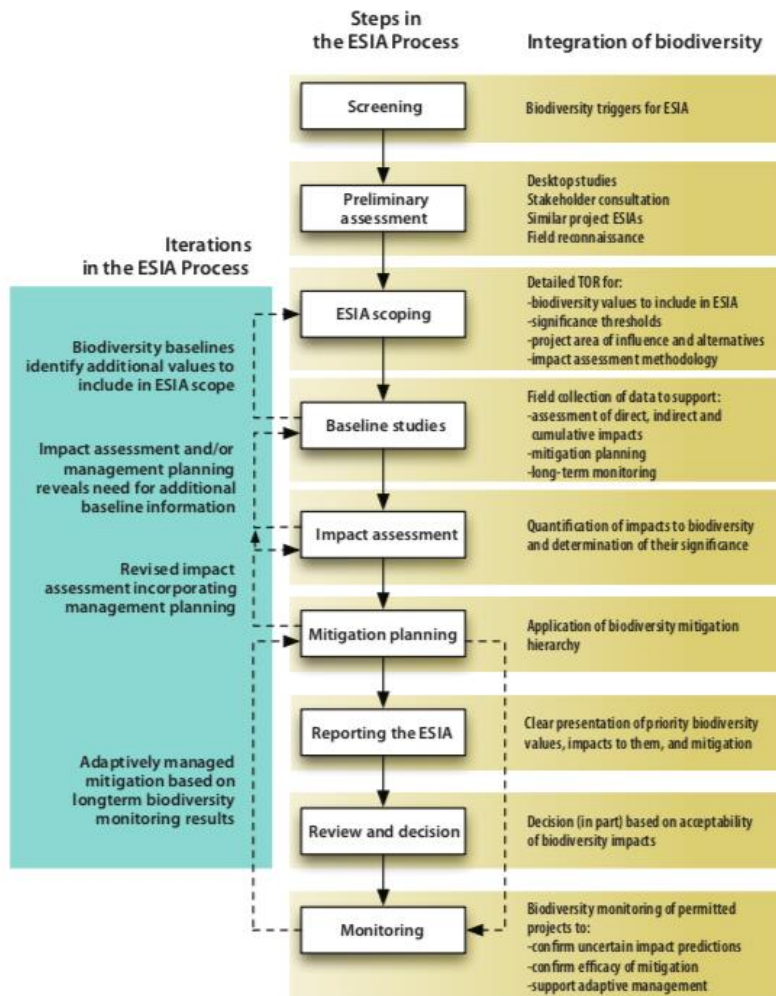 Steps in
the ESIA Process
Integration of biodiversity
Screening
Biodiversity triggers for ESIA
Preliminary
assessment
Desktop studies
Stakeholder consultation
Similar project ESIAs
Field reconnaissance
Iterations
in the ESIA Process
ESIA scoping
Detailed TOR for:
-biodiversity values to include in ESIA
-significance thresholds
-project area of influence and alternatives
-impact assessment methodology
Biodiversity baselines
identify additional values to
include in ESIA scope
Baseline studies
Field collection of data to support:
-assessment of direct, indirect and
cumulative impacts
-mitigation planning
-long-term monitoring
Impact assessment and/or
management planning
reveals need for additional
baseline information
Impact assessment
Quantification of impacts to biodiversity
and determination of their significance
Revised impact
assessment incorporating
management planning
Mitigation planning
Application of biodiversity mitigation
hierarchy
Reporting the ESIA
Clear presentation of priority biodiversity
values, impacts to them, and mitigation
Adaptively managed
mitigation based on
longterm biodiversity
monitoring results
Review and decision
Decision (in part) based on acceptability
of biodiversity impacts
Monitoring
Biodiversity monitoring of permitted
projects to:
-confirm uncertain impact predictions
-confirm efficacy of mitigation
-support adaptive management